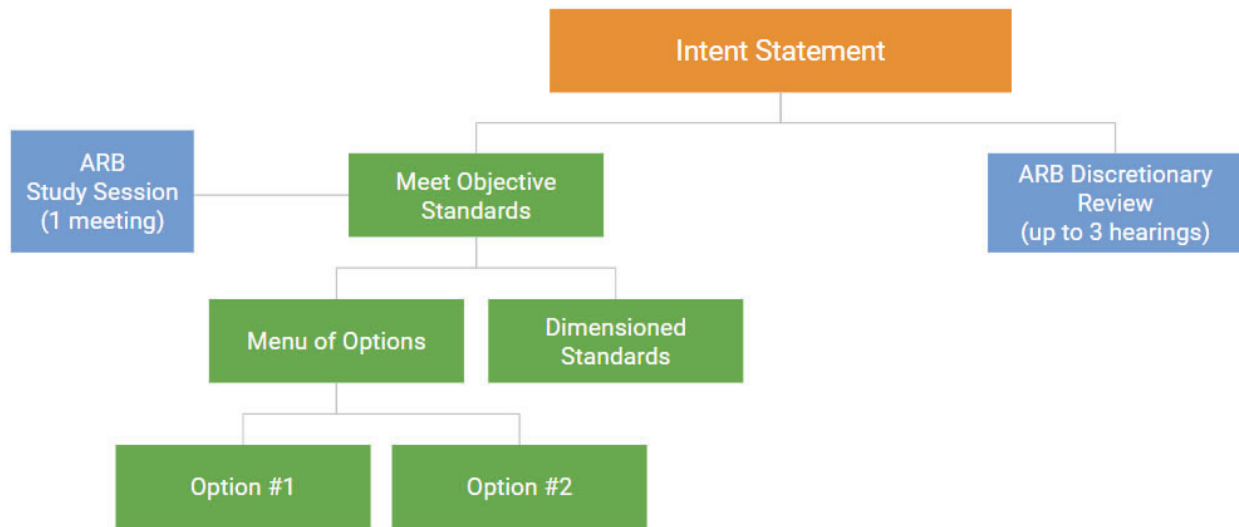 Intent Statement
ARB
Study Session
(1 meeting)
Meet Objective
Standards
ARB Discretionary
Review
(up to 3 hearings)
Menu of Options
Dimensioned
Standards
Option #1
Option #2